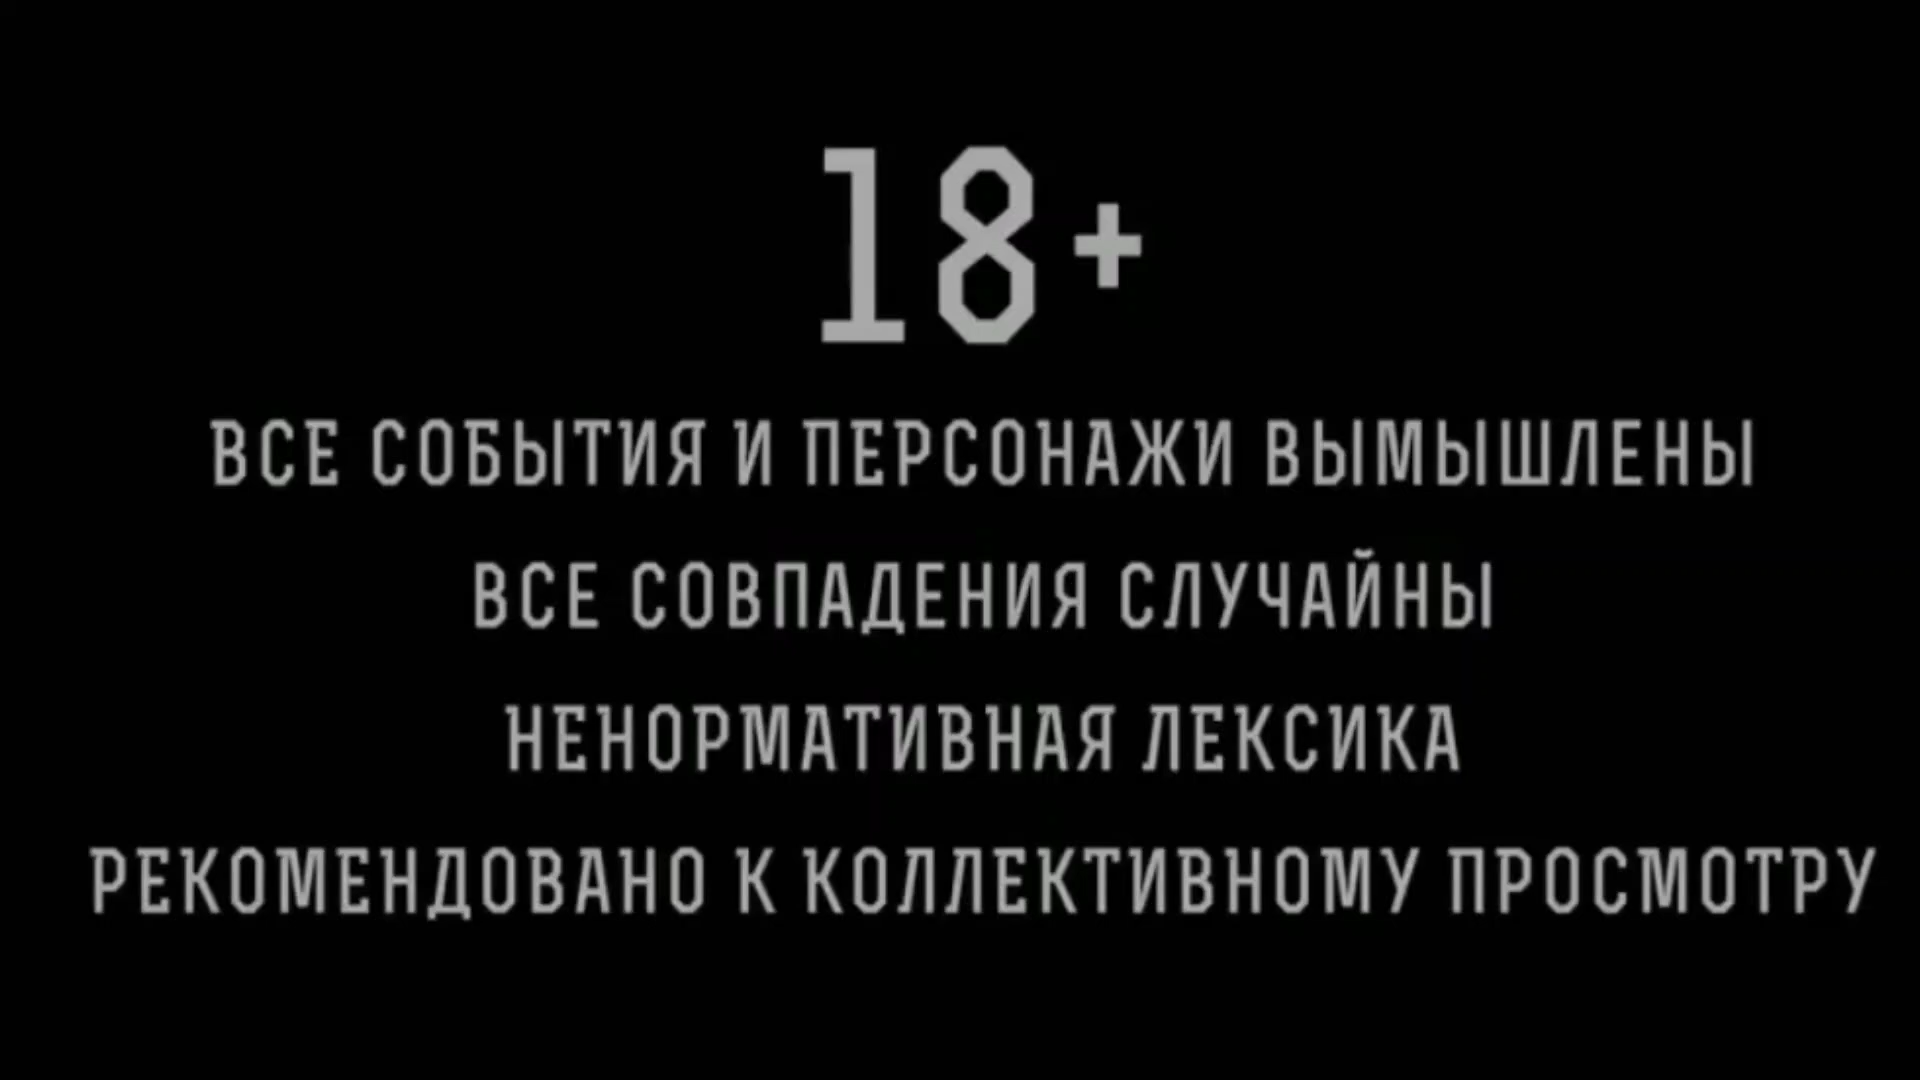 18+
ВСЕ СОБЫТИЯ И ПЕРСОНАЖИ ВЫМЫШЛЕНЫ
ВСЕ СОВПАДЕНИЯ СЛУЧАЙНЫ
НЕНОРМАТИВНАЯ ЛЕКСИКА
РЕКОМЕНДОВАНО К КОЛЛЕКТИВНОМУ ПРОСМОТРУ